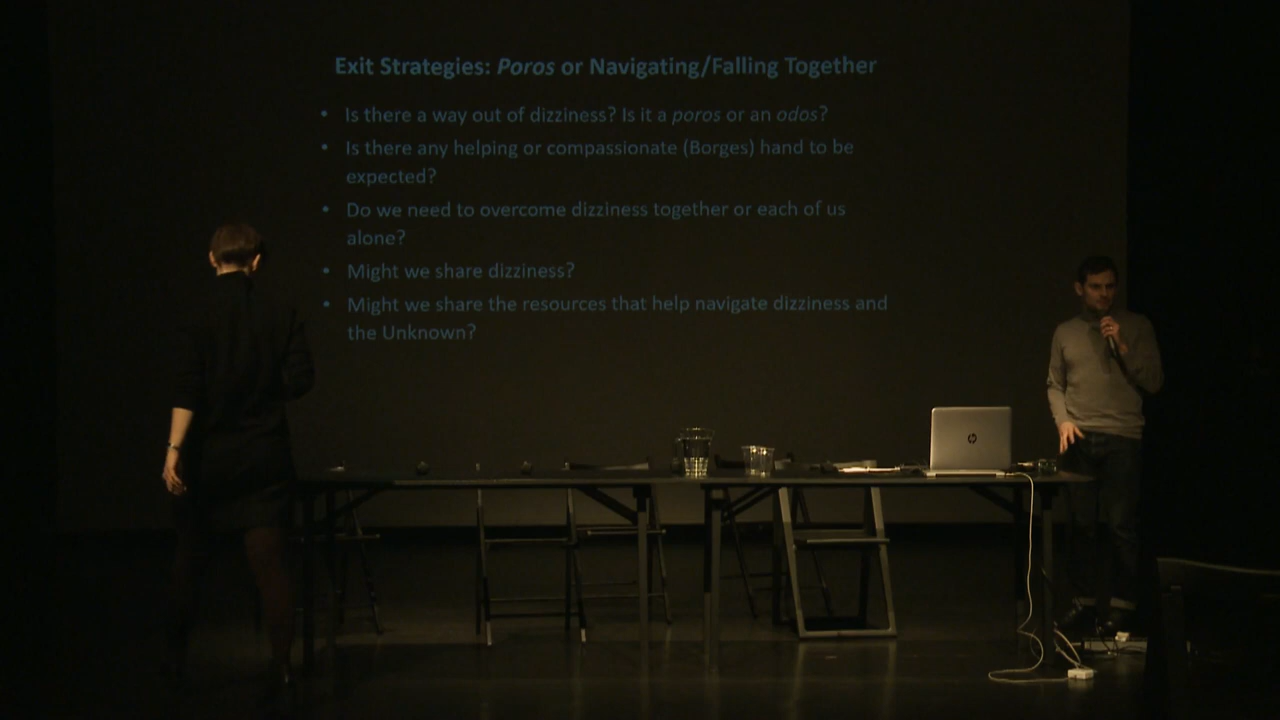 Exit Strategies: Poros or Navigating/Falling Together
• Is there a way out of dizziness? Is it a poros or an odos?
• Is there any helping or compassionate (Borges) hand to be
expected?
• Do we need to overcome dizziness together or each of us
alone?
• Might we share dizziness?
• Might we share the resources that help navigate dizziness and
the Unknown?
hp